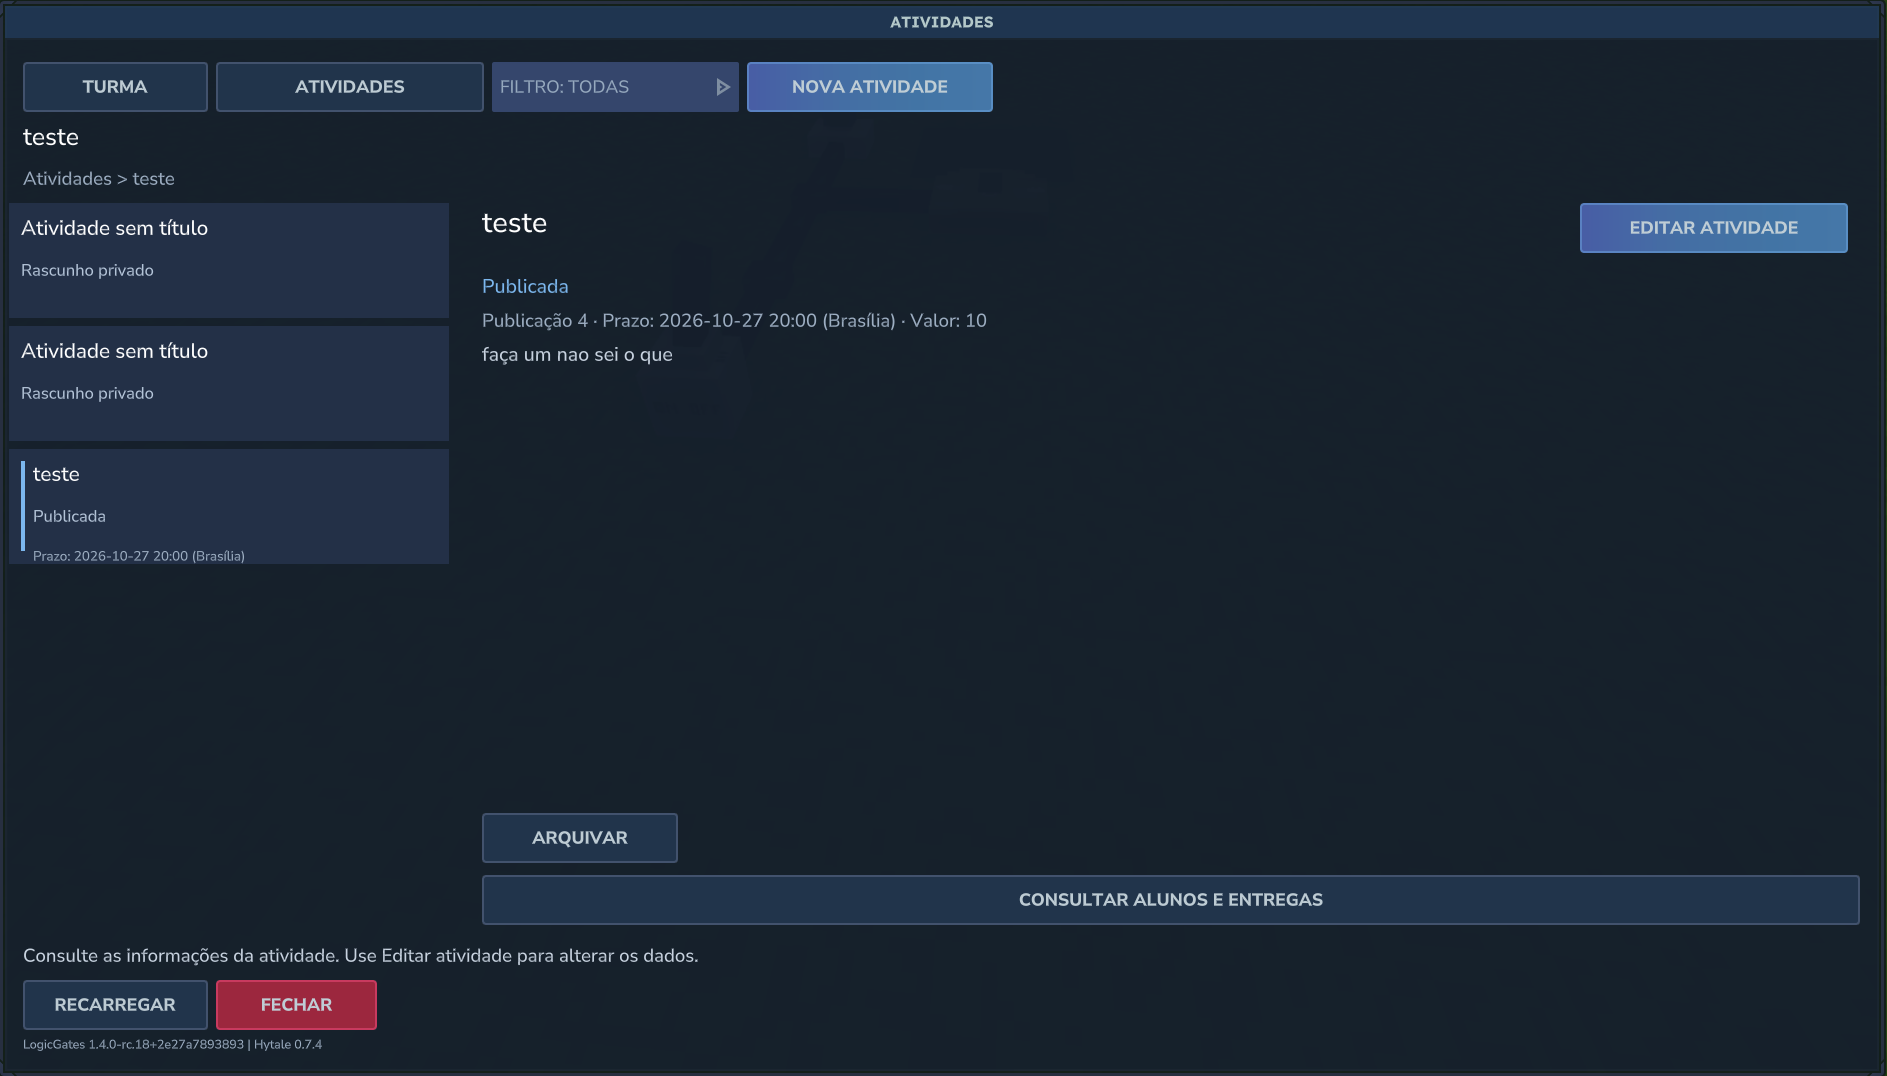 ATIVIDADES
TURMA
ATIVIDADES
FILTRO: TODAS
NOVA ATIVIDADE
teste
Atividades > teste
Atividade sem título
Rascunho privado
Atividade sem título
Rascunho privado
teste
Publicada
Prazo: 2026-10-27 20:00 (Brasília)
teste
EDITAR ATIVIDADE
Publicada
Publicação 4 · Prazo: 2026-10-27 20:00 (Brasília) · Valor: 10
faça um nao sei o que
ARQUIVAR
CONSULTAR ALUNOS E ENTREGAS
Consulte as informações da atividade. Use Editar atividade para alterar os dados.
RECARREGAR
FECHAR
LogicGates 1.4.0-rc.18+2e27a7893893 | Hytale 0.7.4